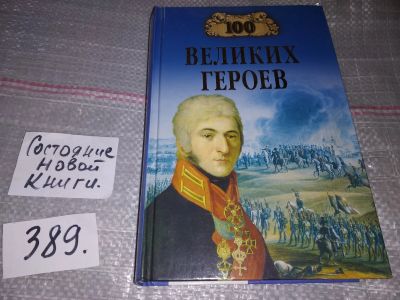 100
ВЕЛИКИХ
ГЕРОЕВ
Состояние
новой
книги.
389.